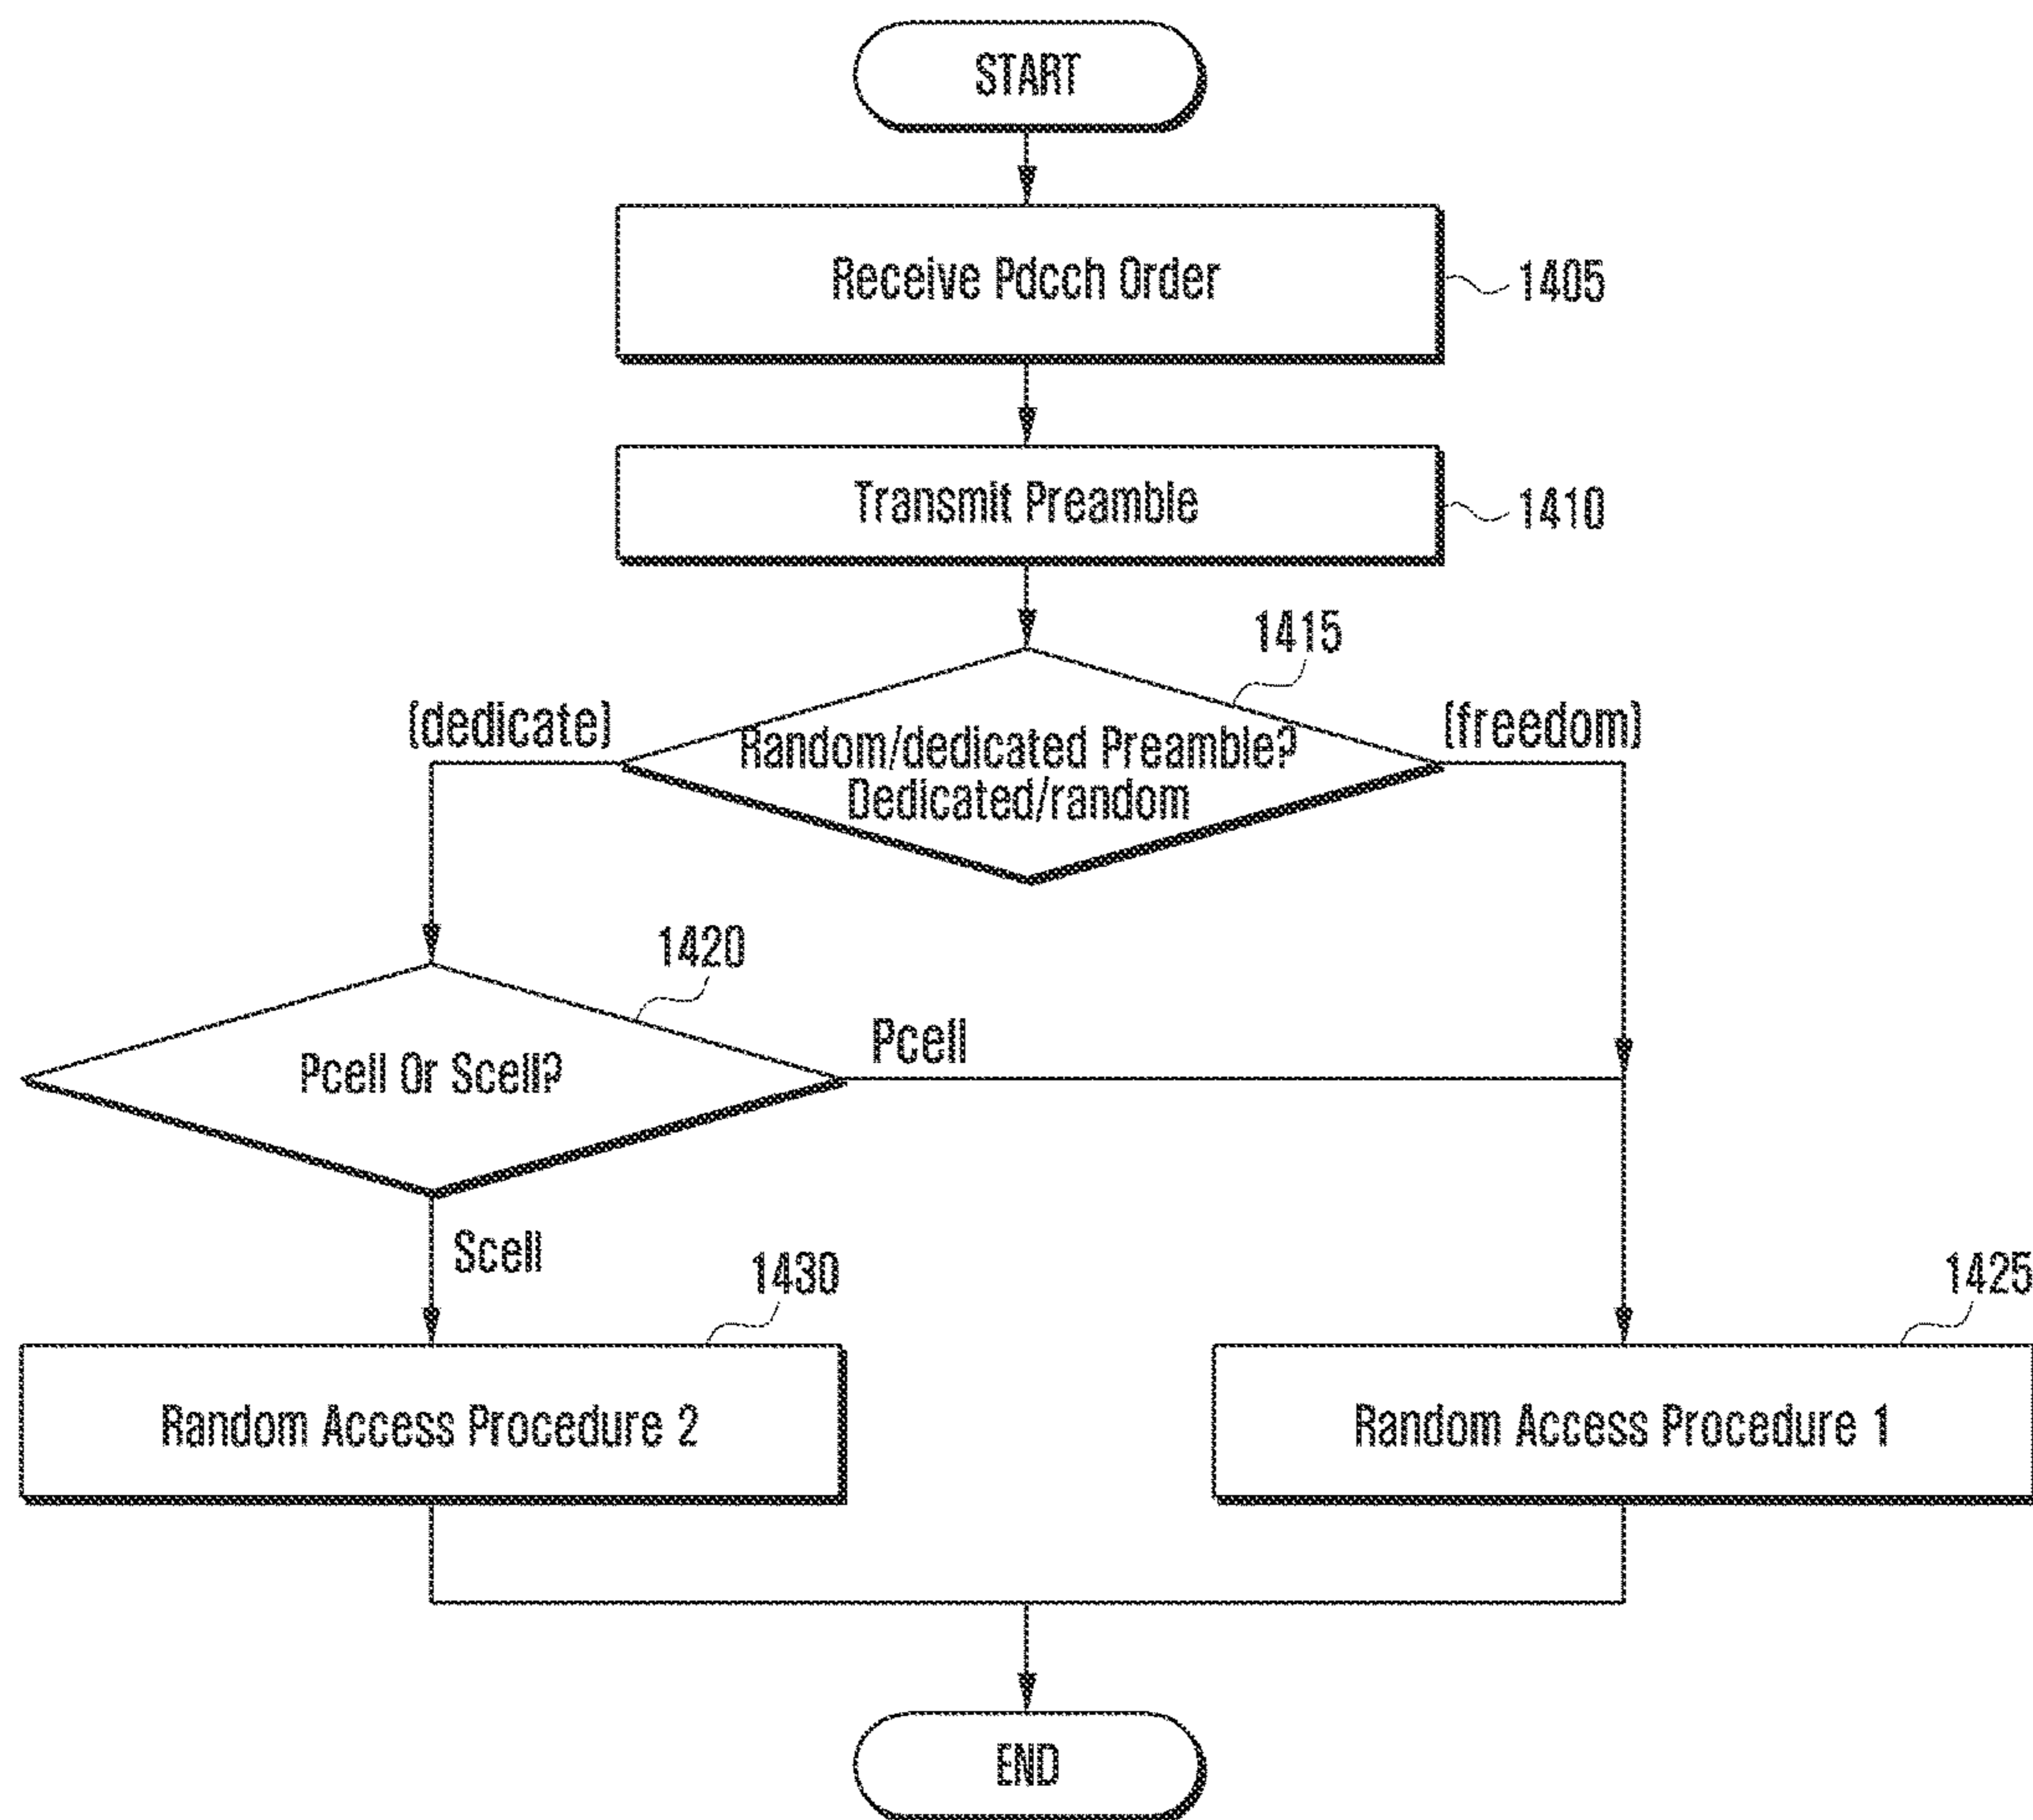 START
Receive Pdcch Order
1405
Transmit Preamble
1410
1415
(dedicate)
Random/dedicated Preamble?
Dedicated/random
(freedom)
1420
Pcell Or Scell?
Pcell
Scell
1430
1425
Random Access Procedure 2
Random Access Procedure 1
END